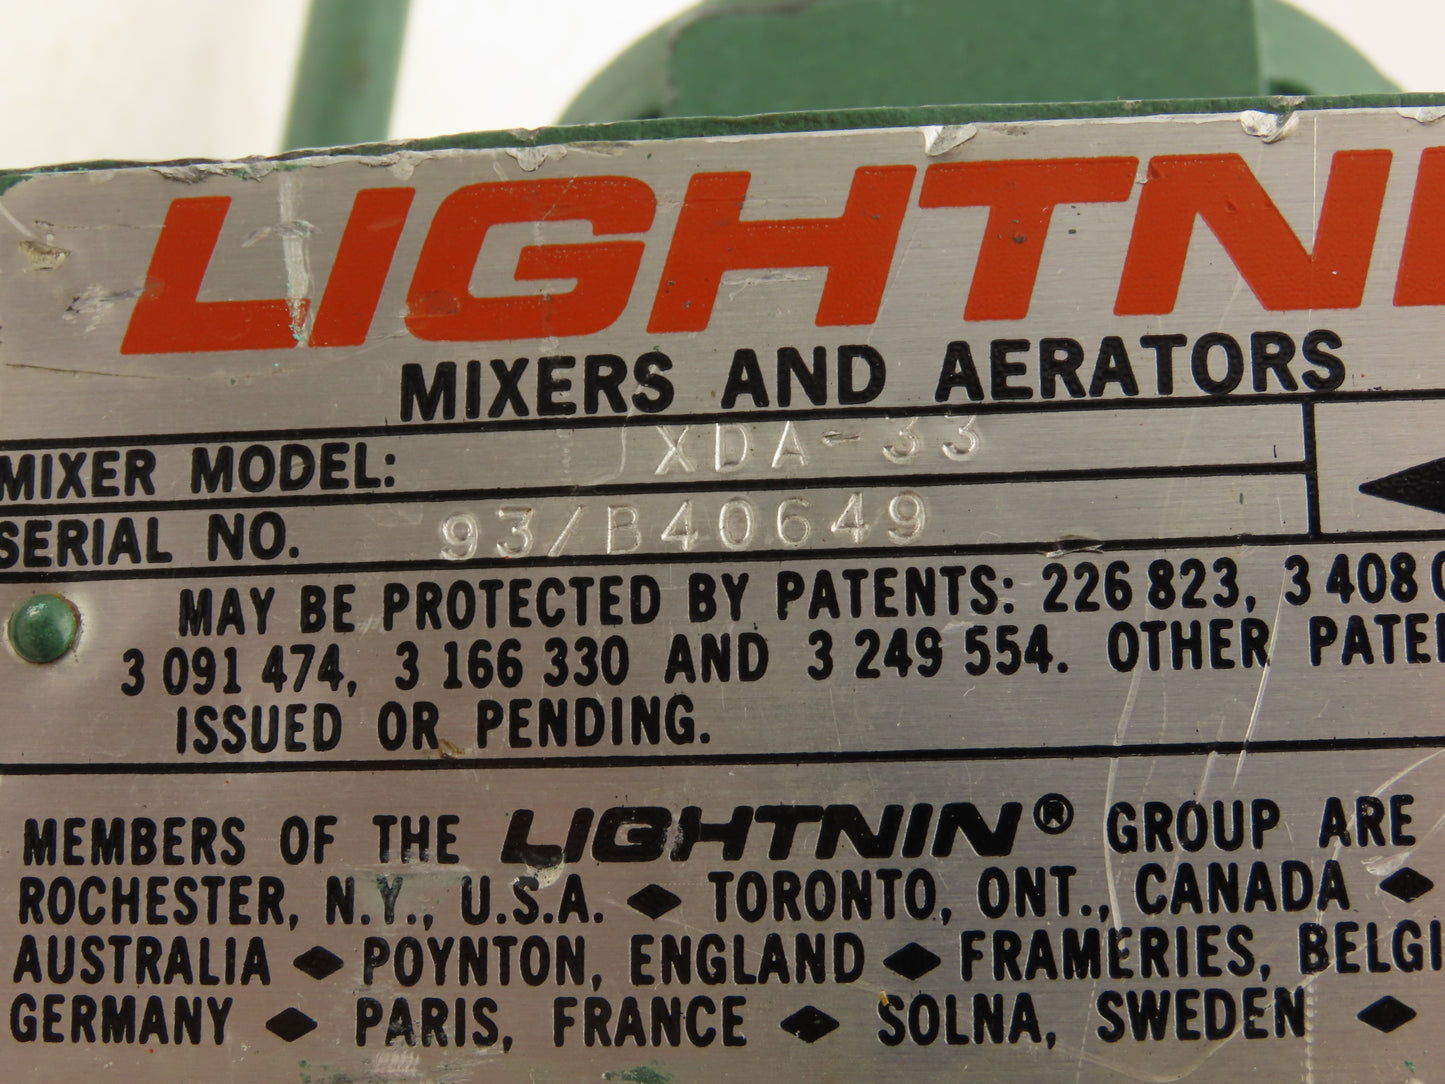 LIGHTNI
MIXERS AND AERATORS
MIXER MODEL: XDA-33
SERIAL NO. 93/B40649
MAY BE PROTECTED BY PATENTS: 226 823, 3 408
3 091 474, 3 166 330 AND 3 249 554. OTHER PATE
ISSUED OR PENDING.
MEMBERS OF THE LIGHTNIN® GROUP ARE
ROCHESTER, N.Y., U.S.A. ◆ TORONTO, ONT., CANADA ◆
AUSTRALIA ◆ POYNTON, ENGLAND ◆ FRAMERIES, BELGI
GERMANY ◆ PARIS, FRANCE ◆ SOLNA, SWEDEN ◆